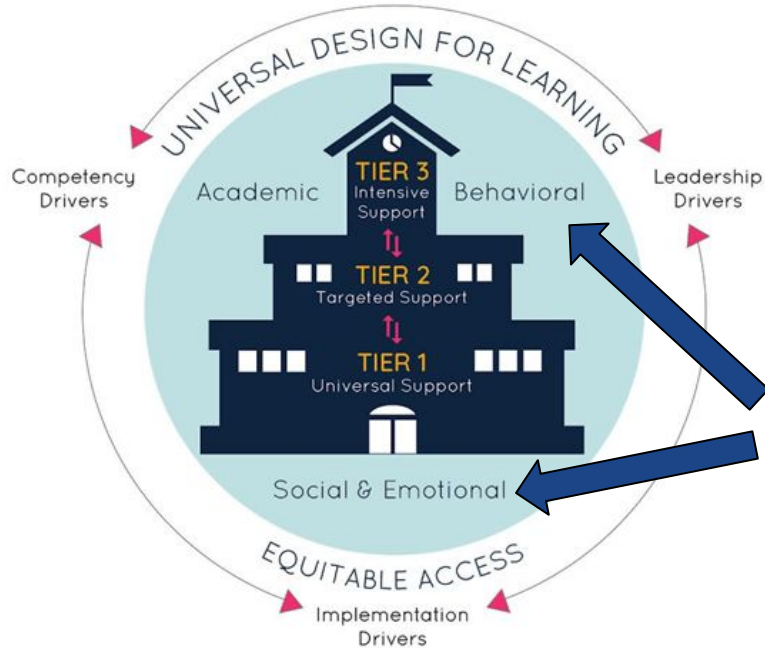 UNIVERSAL DESIGN FOR LEARNING
Competency
Drivers
Leadership
Drivers
Academic
Behavioral
TIER 3
Intensive
Support
TIER 2
Targeted Support
TIER 1
Universal Support
Social & Emotional
EQUITABLE ACCESS
Implementation
Drivers